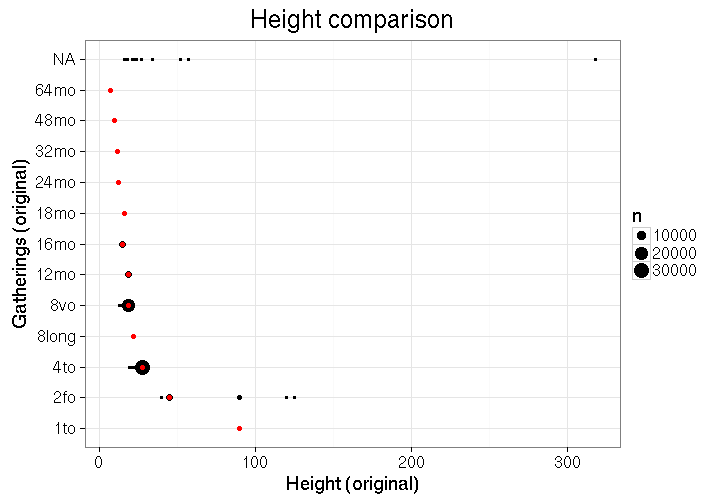 Height comparison
Gatherings (original)
NA
64mo
48mo
32mo
24mo
18mo
16mo
12mo
8vo
8long
4to
2fo
1to
0
100
200
300
Height (original)
n
10000
20000
30000